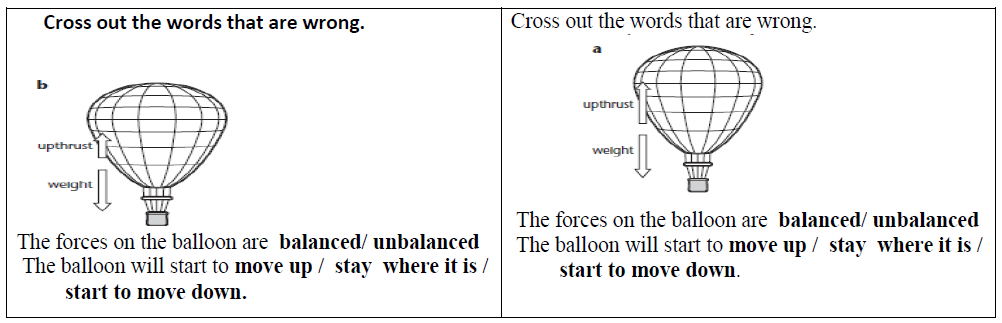 Cross out the words that are wrong.
b
upthrust
weight
The forces on the balloon are balanced/ unbalanced
The balloon will start to move up / stay where it is /
start to move down.
Cross out the words that are wrong.
a
upthrust
weight
The forces on the balloon are balanced/ unbalanced
The balloon will start to move up / stay where it is /
start to move down.